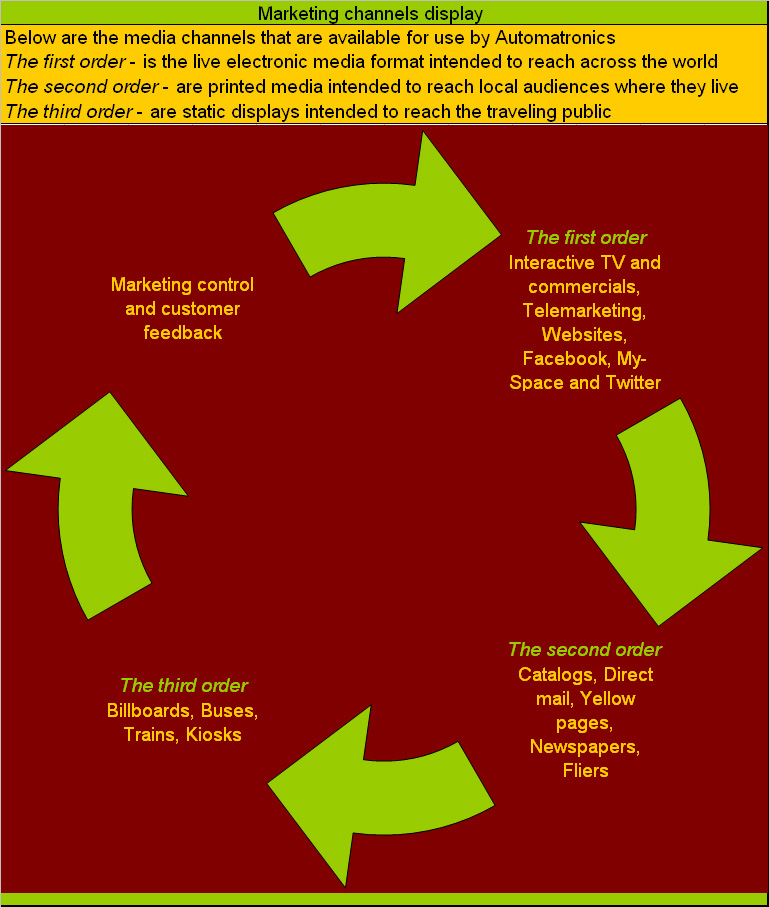 Marketing channels display
Below are the media channels that are available for use by Automatronics
The first order - is the live electronic media format intended to reach across the world
The second order - are printed media intended to reach local audiences where they live
The third order - are static displays intended to reach the traveling public
Marketing control
and customer
feedback
The first order
Interactive TV and
commercials,
Telemarketing,
Websites,
Facebook, My-
Space and Twitter
The second order
Catalogs, Direct
mail, Yellow
pages,
Newspapers,
Fliers
The third order
Billboards, Buses,
Trains, Kiosks